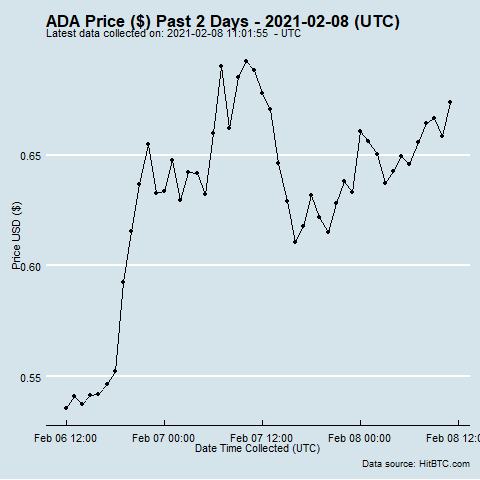 ADA Price ($) Past 2 Days - 2021-02-08 (UTC)
Latest data collected on: 2021-02-08 11:01:55 - UTC
Price USD ($)
0.65
0.60
0.55
Feb 06 12:00 Feb 07 00:00 Feb 07 12:00 Feb 08 00:00 Feb 08 12:
Date Time Collected (UTC)
Data source: HitBTC.com